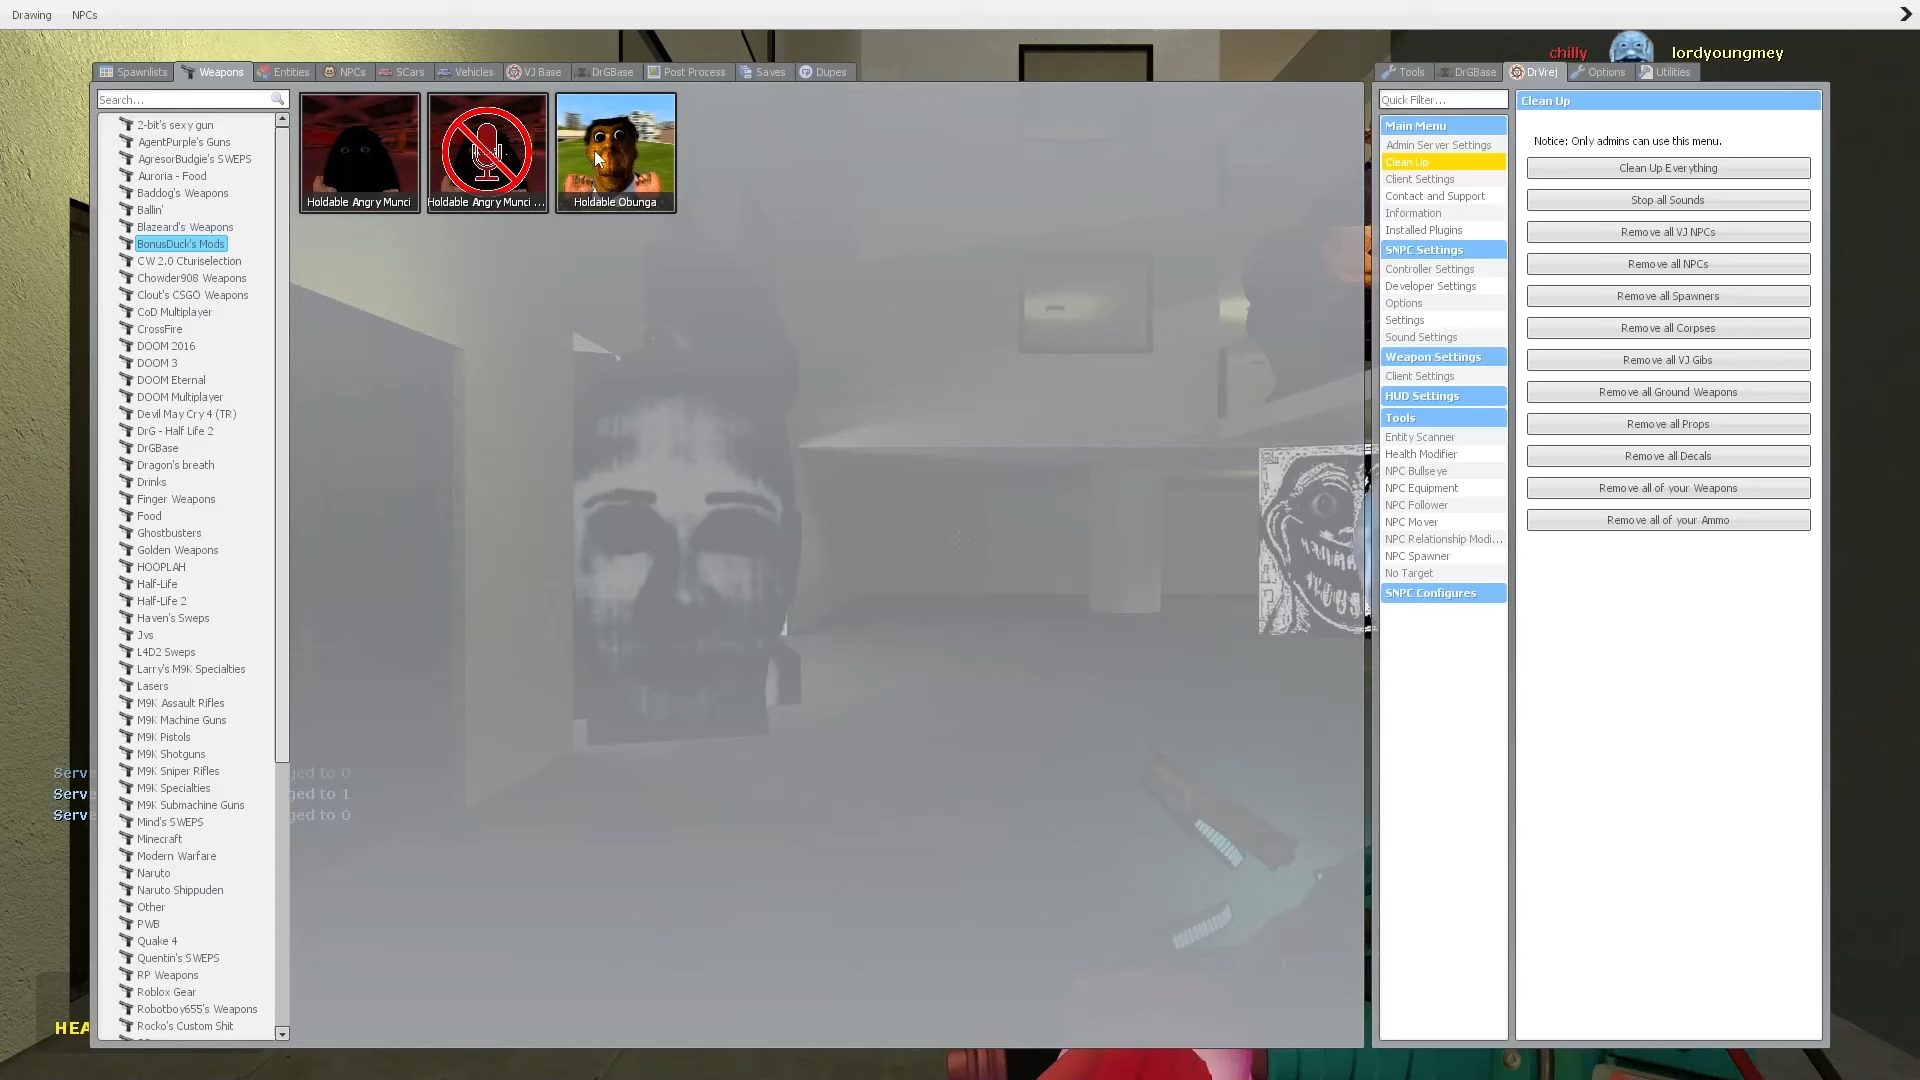 Drawing NPCs
chilly lordyoungmey
Spawnlists Weapons Entities NPCs SCars Vehicles VJ Base DrGBase Post Process Saves Dupes
Tools DrGBase DrVrej Options Utilities
Search...
2-bit's sexy gun
AgentPurple's Guns
AgresorBudgie's SWEPS
Auroria - Food
Baddog's Weapons
Ballin'
Blazeard's Weapons
BonusDuck's Mods
CW 2.0 Cturiselection
Chowder908 Weapons
Clout's CSGO Weapons
CoD Multiplayer
CrossFire
DOOM 2016
DOOM 3
DOOM Eternal
DOOM Multiplayer
Devil May Cry 4 (TR)
DrG - Half Life 2
DrGBase
Dragon's breath
Drinks
Finger Weapons
Food
Ghostbusters
Golden Weapons
HOOPLAH
Half-Life
Half-Life 2
Haven's Sweps
Jvs
L4D2 Sweps
Larry's M9K Specialties
Lasers
M9K Assault Rifles
M9K Machine Guns
M9K Pistols
M9K Shotguns
M9K Sniper Rifles
M9K Specialties
M9K Submachine Guns
Mind's SWEPS
Minecraft
Modern Warfare
Naruto
Naruto Shippuden
Other
PWB
Quake 4
Quentin's SWEPS
RP Weapons
Roblox Gear
Robotboy655's Weapons
Rocko's Custom Shit
Holdable Angry Munci
Holdable Angry Munci ...
Holdable Obunga
Serve ged to 0
Serve ged to 1
Serve ged to 0
HEA
Quick Filter...
Main Menu
Admin Server Settings
Clean Up
Client Settings
Contact and Support
Information
Installed Plugins
SNPC Settings
Controller Settings
Developer Settings
Options
Settings
Sound Settings
Weapon Settings
Client Settings
HUD Settings
Tools
Entity Scanner
Health Modifier
NPC Bullseye
NPC Equipment
NPC Follower
NPC Mover
NPC Relationship Modi...
NPC Spawner
No Target
SNPC Configures
Clean Up
Notice: Only admins can use this menu.
Clean Up Everything
Stop all Sounds
Remove all VJ NPCs
Remove all NPCs
Remove all Spawners
Remove all Corpses
Remove all VJ Gibs
Remove all Ground Weapons
Remove all Props
Remove all Decals
Remove all of your Weapons
Remove all of your Ammo